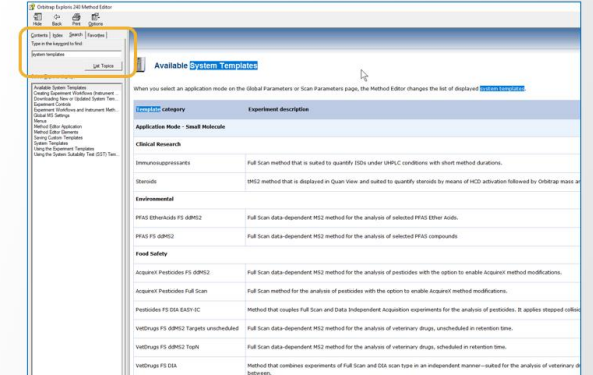 Orbitrap Exploris 240 Method Editor
Hide Back Print Options
Contents Index Search Favorites
Type in the keyword to find:
system templates
List Topics
Available System Templates
Creating Experiment Workflows (Instrument ...
Downloading New or Updated System Tem...
Experiment Controls
Experiment Workflows and Instrument Meth...
Global MS Settings
Menus
Method Editor Application
Method Editor Elements
Saving Custom Templates
System Templates
Using the Experiment Templates
Using the System Suitability Test (SST) Tem...
Available System Templates
When you select an application mode on the Global Parameters or Scan Parameters page, the Method Editor changes the list of displayed system templates
Template category Experiment description
Application Mode - Small Molecule
Clinical Research
Immunosuppressants Full Scan method that is suited to quantify ISDs under UHPLC conditions with short method durations.
Steroids tMS2 method that is displayed in Quan View and suited to quantify steroids by means of HCD activation followed by Orbitrap mass an
Environmental
PFAS EtherAcids FS ddMS2 Full Scan data-dependent MS2 method for the analysis of selected PFAS Ether Acids.
PFAS FS ddMS2 Full Scan data-dependent MS2 method for the analysis of selected PFAS compounds
Food Safety
AcquireX Pesticides FS ddMS2 Full Scan data-dependent MS2 method for the analysis of pesticides with the option to enable AcquireX method modifications.
AcquireX Pesticides Full Scan Full Scan method for the analysis of pesticides with the option to enable AcquireX method modifications.
Pesticides FS DIA EASY-IC Method that couples Full Scan and Data Independent Acquisition experiments for the analysis of pesticides. It applies stepped collisio
VetDrugs FS ddMS2 Targets unscheduled Full Scan data-dependent MS2 method for the analysis of veterinary drugs, unscheduled in retention time.
VetDrugs FS ddMS2 TopN Full Scan data-dependent MS2 method for the analysis of veterinary drugs, scheduled in retention time.
VetDrugs FS DIA Method that combines experiments of Full Scan and DIA scan type in an independent manner—suited for the analysis of veterinary dr
between.